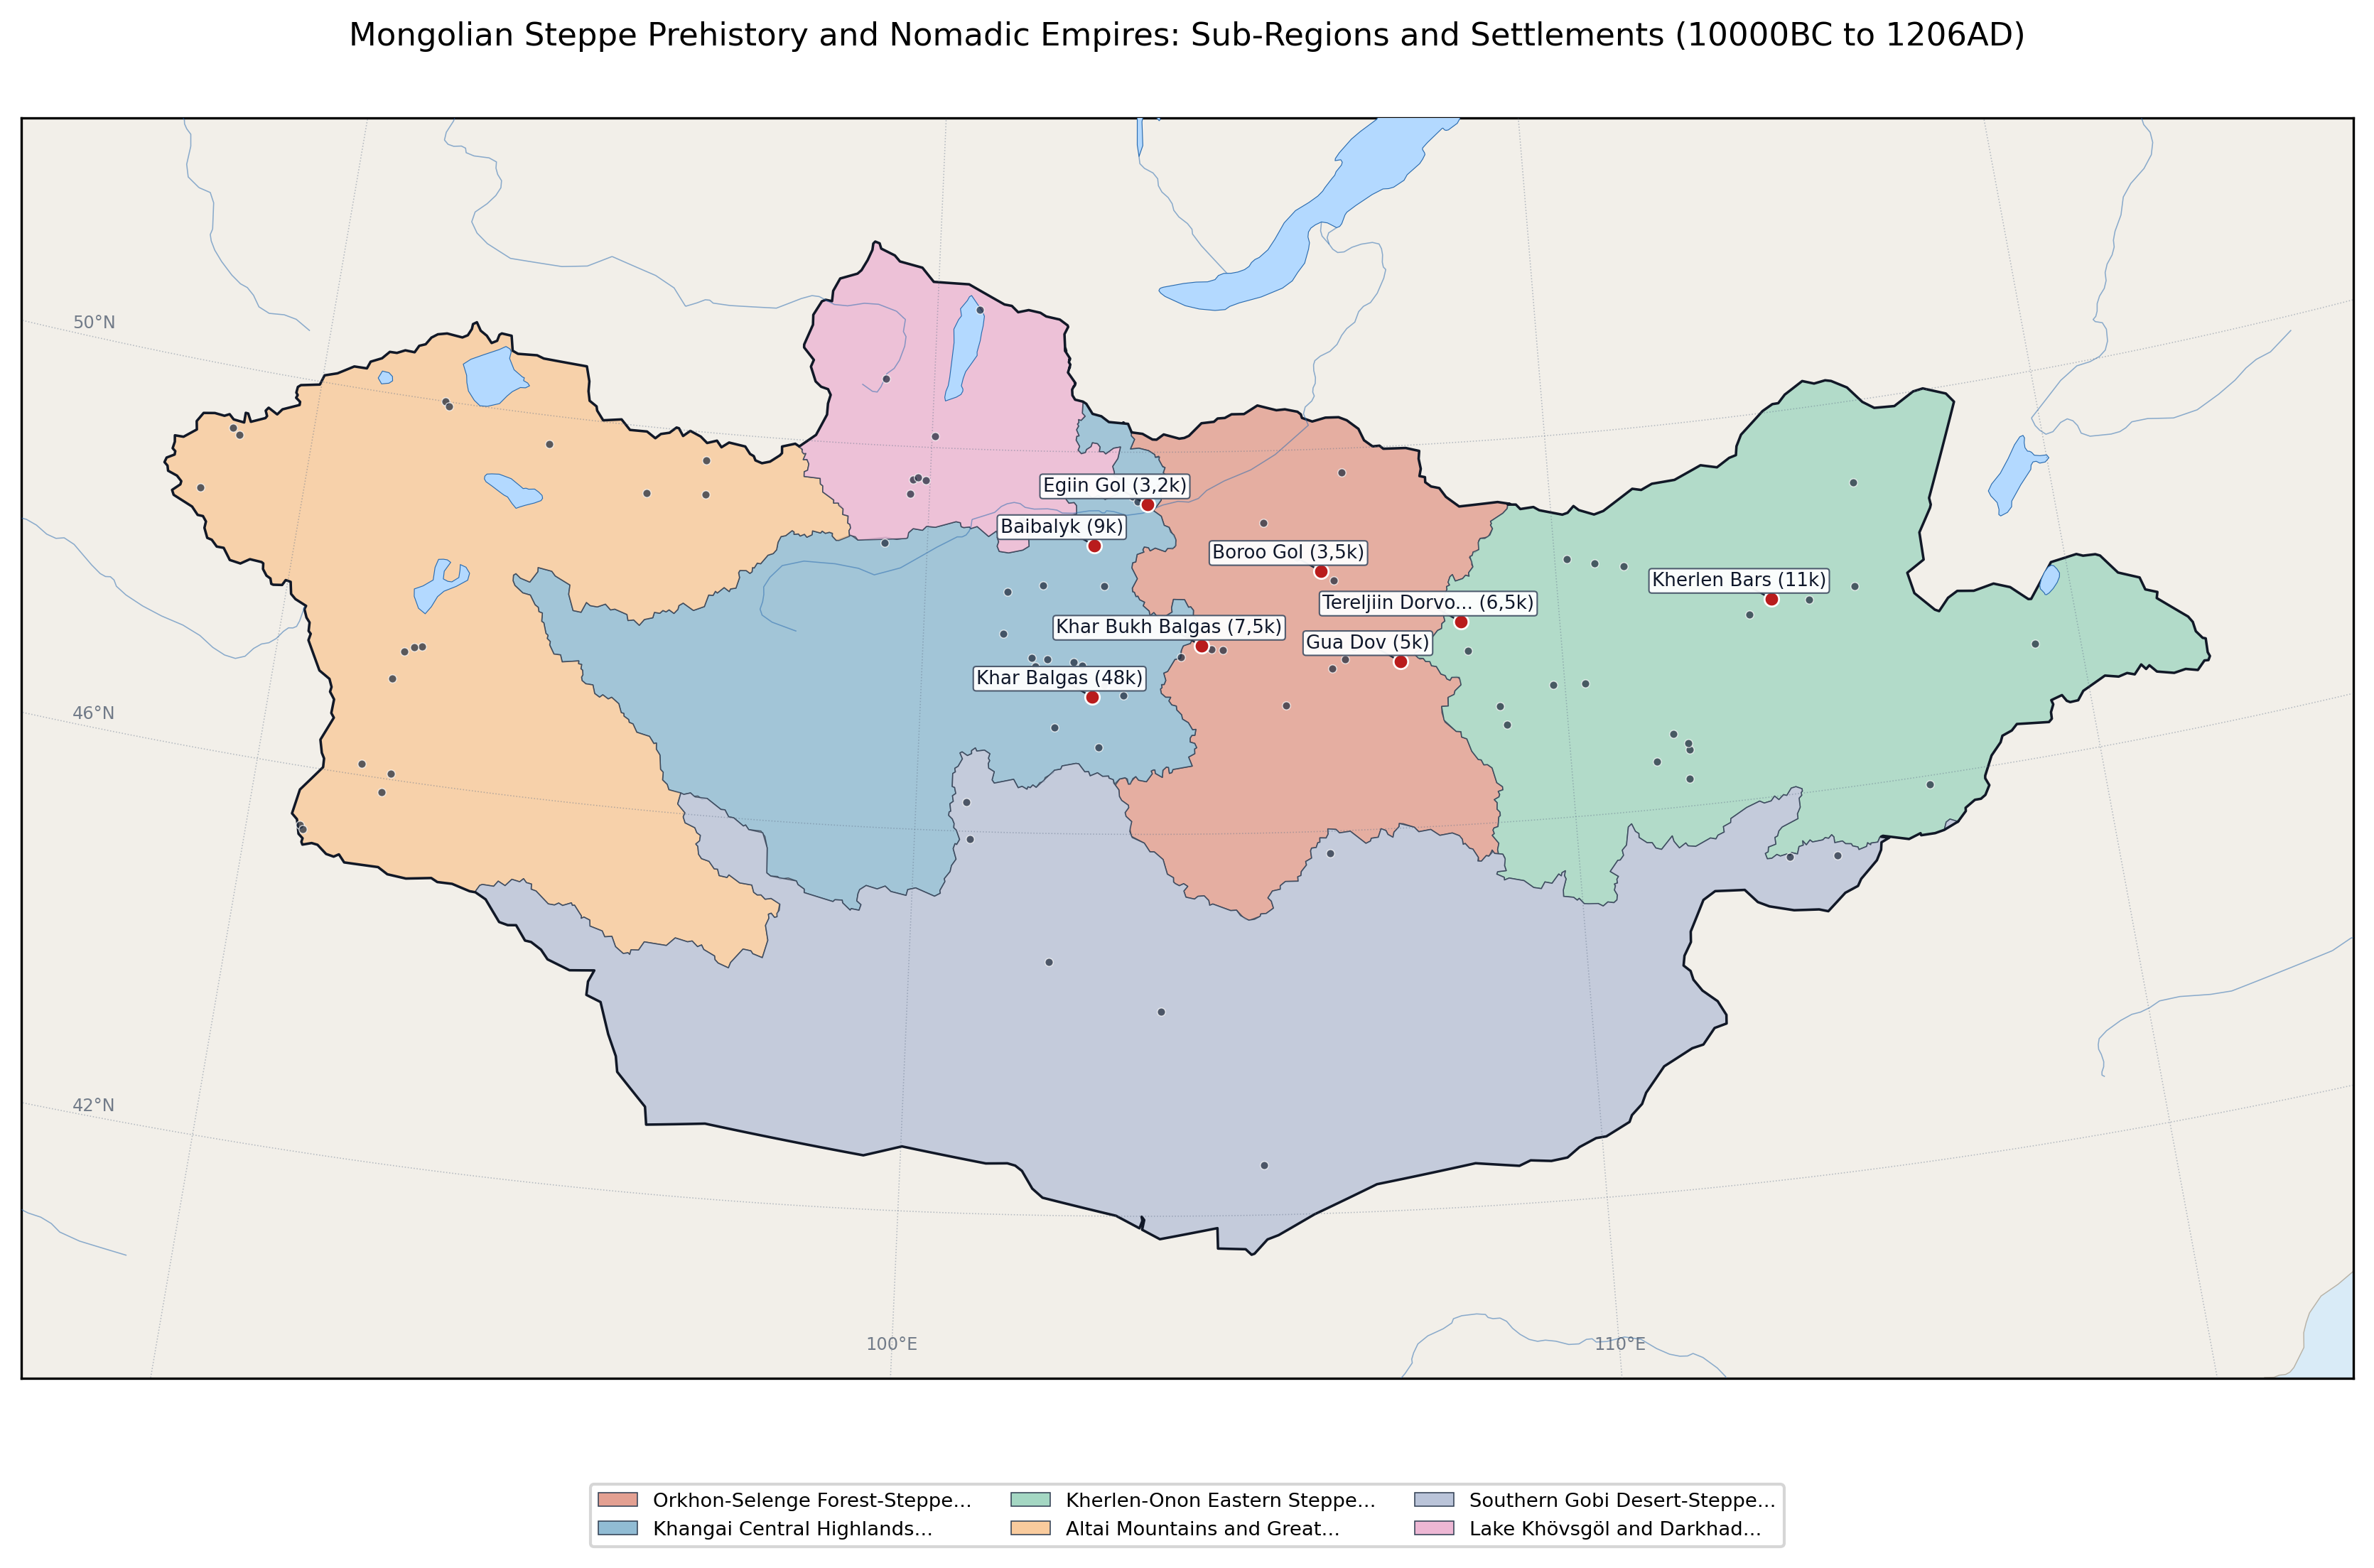 Mongolian Steppe Prehistory and Nomadic Empires: Sub-Regions and Settlements (10000BC to 1206AD)
50°N
Egiin Gol (3,2k)
Baibalyk (9k)
Boroo Gol (3,5k)
Kherlen Bars (11k)
Tereljiin Dorvo... (6,5k)
Khar Bukh Balgas (7,5k)
Gua Dov (5k)
Khar Balgas (48k)
46°N
42°N
100°E
110°E
Orkhon-Selenge Forest-Steppe...
Kherlen-Onon Eastern Steppe...
Southern Gobi Desert-Steppe...
Khangai Central Highlands...
Altai Mountains and Great...
Lake Khövsgöl and Darkhad...